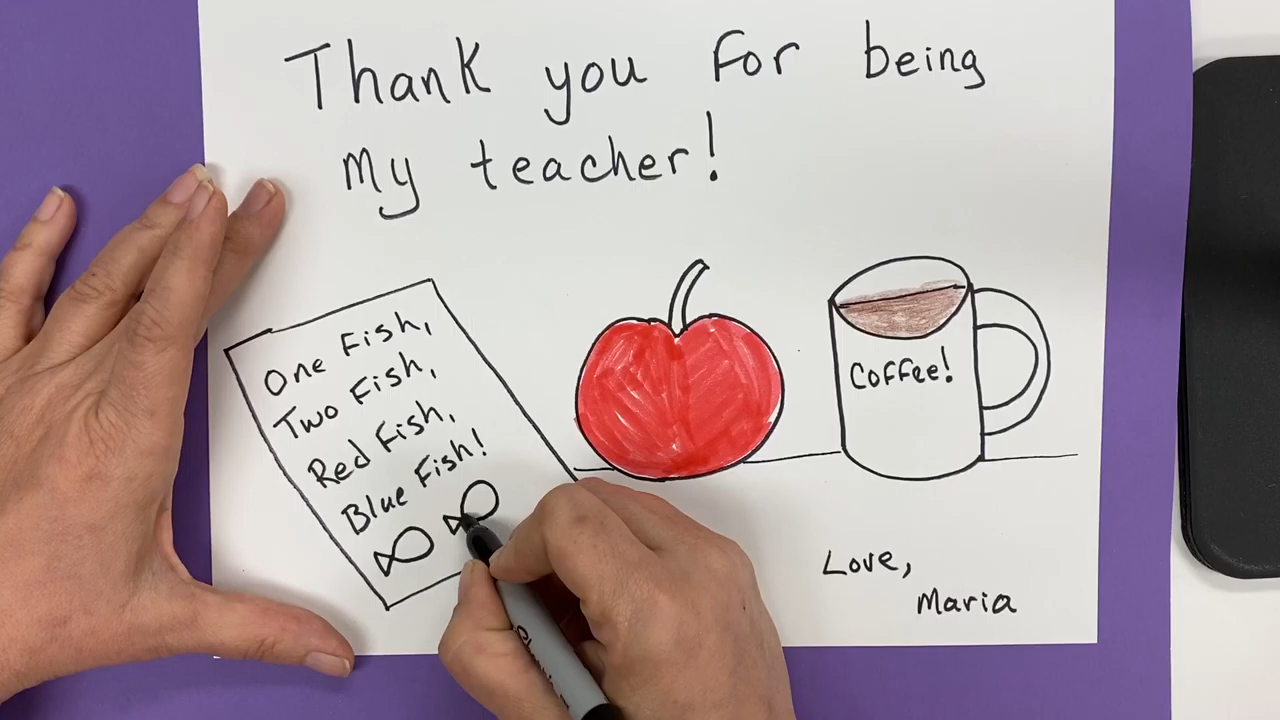 Thank you for being
my teacher!
One Fish,
Two Fish,
Red Fish,
Blue Fish!
Coffee!
Love,
Maria